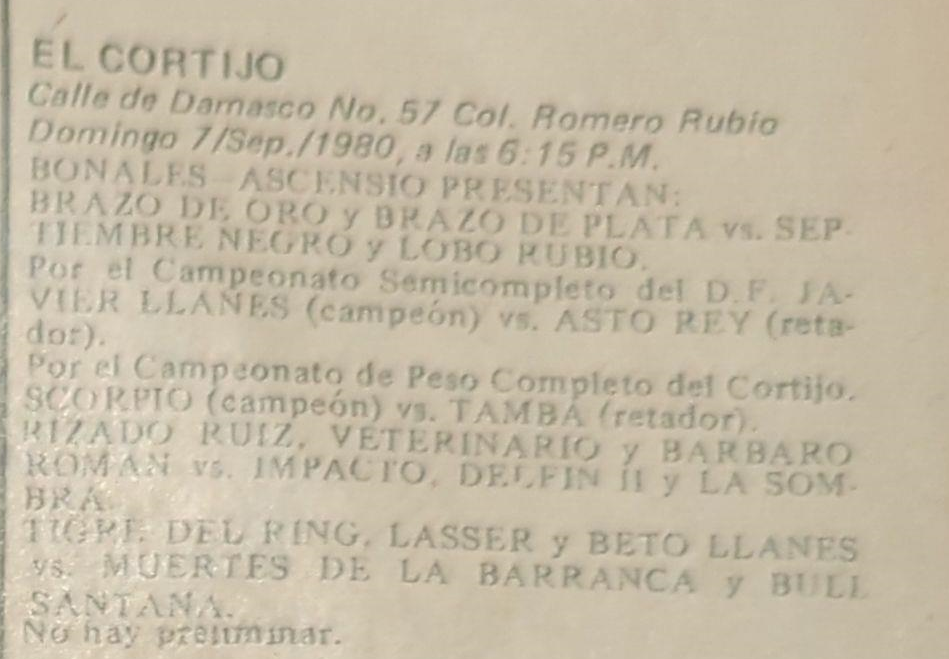 EL CORTIJO
Calle de Damasco No. 57 Col. Romero Rubio
Domingo 7/Sep./1980, a las 6:15 P.M.
BONALES—ASCENSIO PRESENTAN:
BRAZO DE ORO y BRAZO DE PLATA vs. SEP-
TIEMBRE NEGRO y LOBO RUBIO.
Por el Campeonato Semicompleto del D.F. JA-
VIER LLANES (campeón) vs. ASTO REY (reta-
dor).
Por el Campeonato de Peso Completo del Cortijo.
SCORPIO (campeón) vs. TAMBA (retador).
RIZADO RUIZ, VETERINARIO y BARBARO
ROMAN vs. IMPACTO, DELFIN II y LA SOM-
BRA.
TIGRE DEL RING, LASSER y BETO LLANES
vs. MUERTES DE LA BARRANCA y BULL
SANTANA.
No hay preliminar.